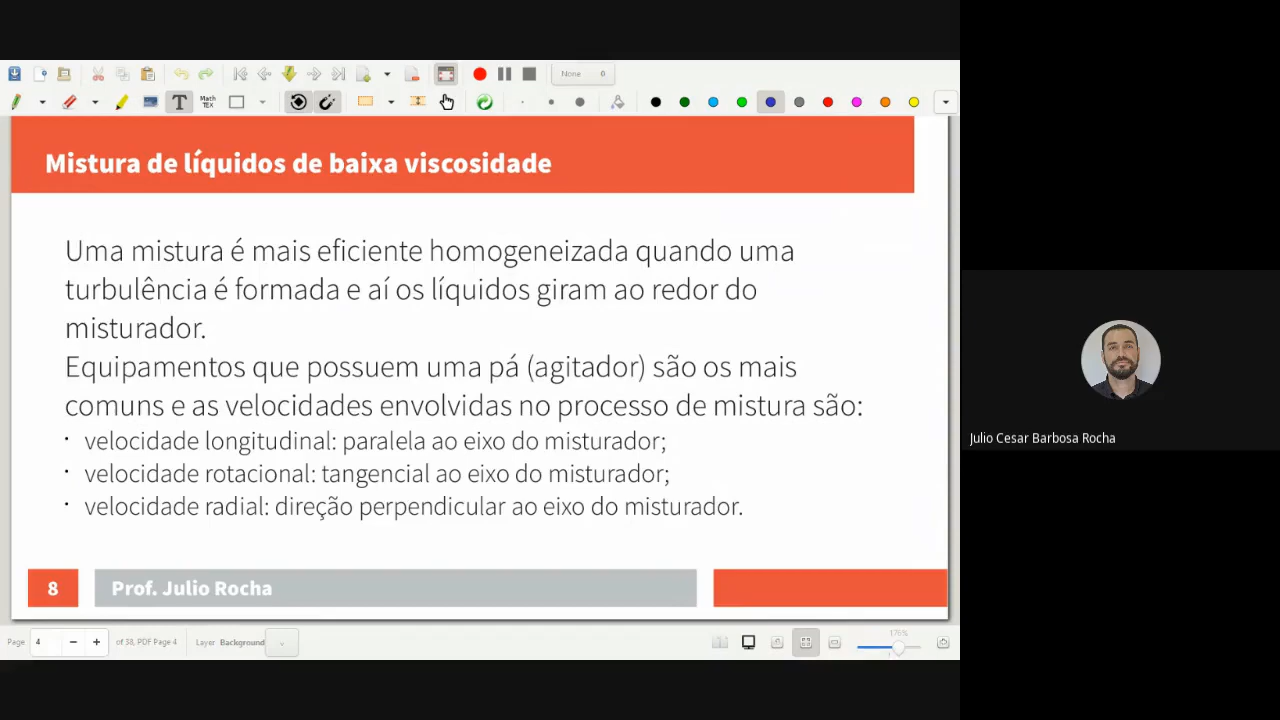 Math
TEX
None 0
Mistura de líquidos de baixa viscosidade
Uma mistura é mais eficiente homogeneizada quando uma
turbulência é formada e aí os líquidos giram ao redor do
misturador.
Equipamentos que possuem uma pá (agitador) são os mais
comuns e as velocidades envolvidas no processo de mistura são:
· velocidade longitudinal: paralela ao eixo do misturador;
· velocidade rotacional: tangencial ao eixo do misturador;
· velocidade radial: direção perpendicular ao eixo do misturador.
8 Prof. Julio Rocha
Page: 4 of 38, PDF Page 4 Layer Background 176%
Julio Cesar Barbosa Rocha